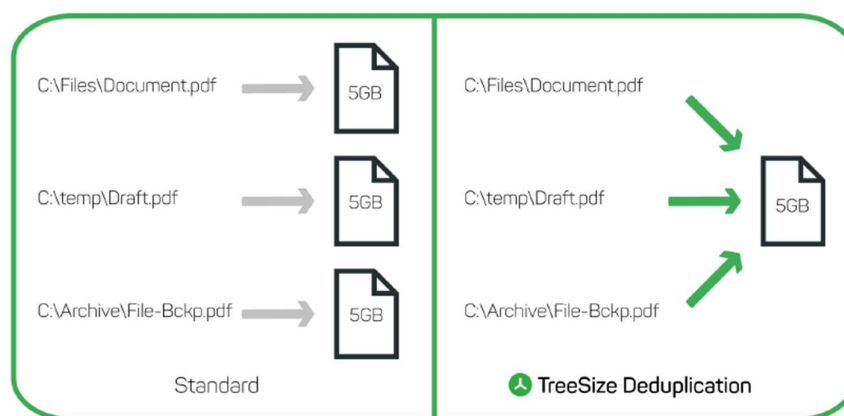 C:\Files\Document.pdf
5GB
C:\temp\Draft.pdf
5GB
C:\Archive\File-Bckp.pdf
5GB
Standard
C:\Files\Document.pdf
C:\temp\Draft.pdf
5GB
C:\Archive\File-Bckp.pdf
TreeSize Deduplication